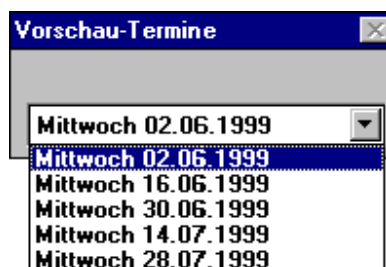 Vorschau-Termine
Mittwoch 02.06.1999
Mittwoch 02.06.1999
Mittwoch 16.06.1999
Mittwoch 30.06.1999
Mittwoch 14.07.1999
Mittwoch 28.07.1999